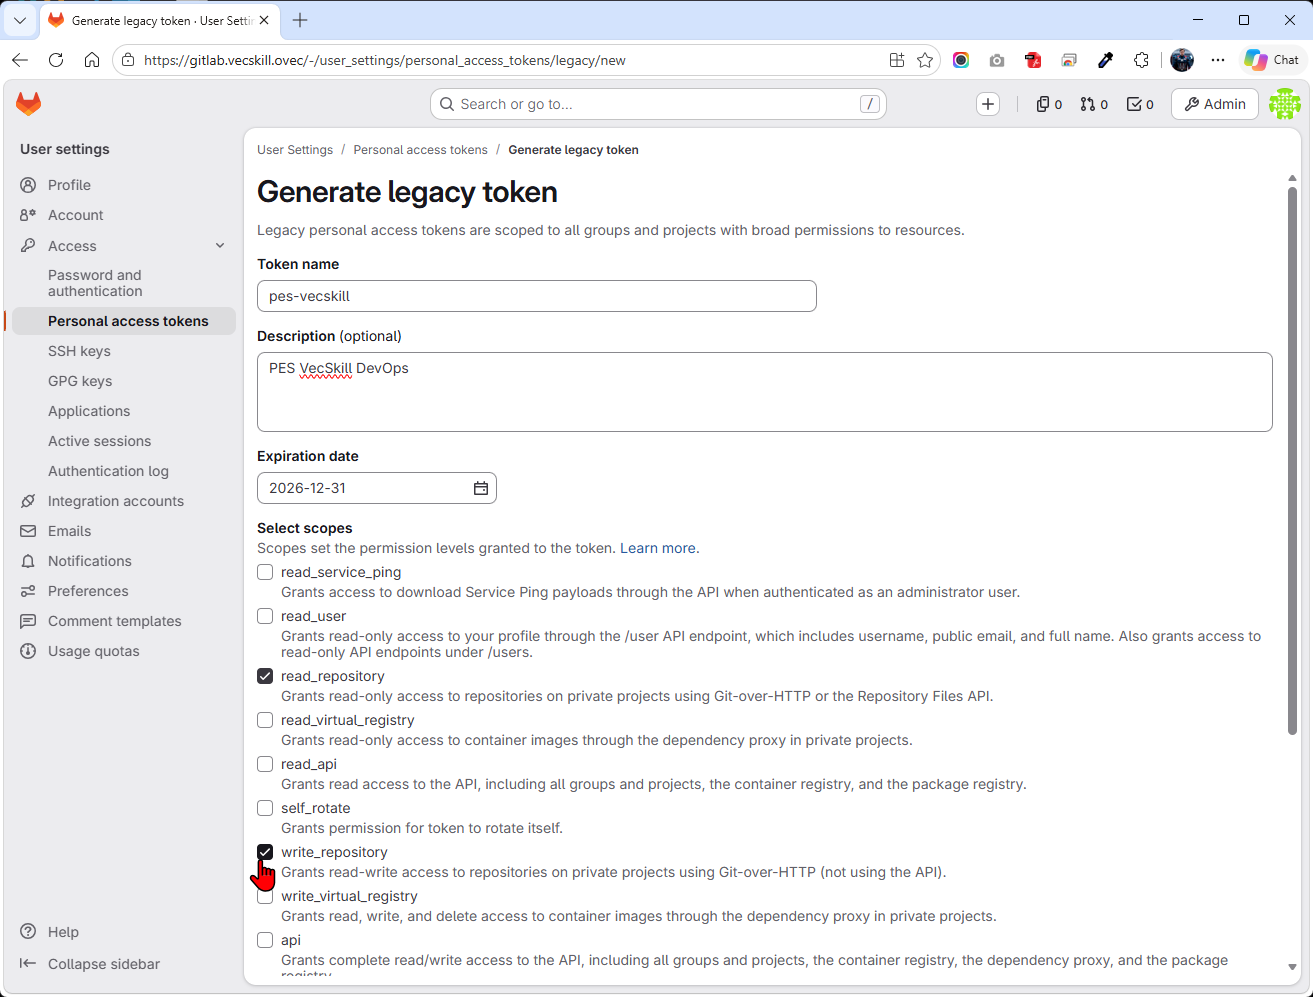 Generate legacy token · User Setti
https://gitlab.vecskill.ovec/-/user_settings/personal_access_tokens/legacy/new
Chat
Search or go to...
/
0
0
0
Admin
User settings
Profile
Account
Access
Password and
authentication
Personal access tokens
SSH keys
GPG keys
Applications
Active sessions
Authentication log
Integration accounts
Emails
Notifications
Preferences
Comment templates
Usage quotas
Help
Collapse sidebar
User Settings / Personal access tokens / Generate legacy token
Generate legacy token
Legacy personal access tokens are scoped to all groups and projects with broad permissions to resources.
Token name
pes-vecskill
Description (optional)
PES VecSkill DevOps
Expiration date
2026-12-31
Select scopes
Scopes set the permission levels granted to the token. Learn more.
read_service_ping
Grants access to download Service Ping payloads through the API when authenticated as an administrator user.
read_user
Grants read-only access to your profile through the /user API endpoint, which includes username, public email, and full name. Also grants access to
read-only API endpoints under /users.
read_repository
Grants read-only access to repositories on private projects using Git-over-HTTP or the Repository Files API.
read_virtual_registry
Grants read-only access to container images through the dependency proxy in private projects.
read_api
Grants read access to the API, including all groups and projects, the container registry, and the package registry.
self_rotate
Grants permission for token to rotate itself.
write_repository
Grants read-write access to repositories on private projects using Git-over-HTTP (not using the API).
write_virtual_registry
Grants read, write, and delete access to container images through the dependency proxy in private projects.
api
Grants complete read/write access to the API, including all groups and projects, the container registry, the dependency proxy, and the package
registry.